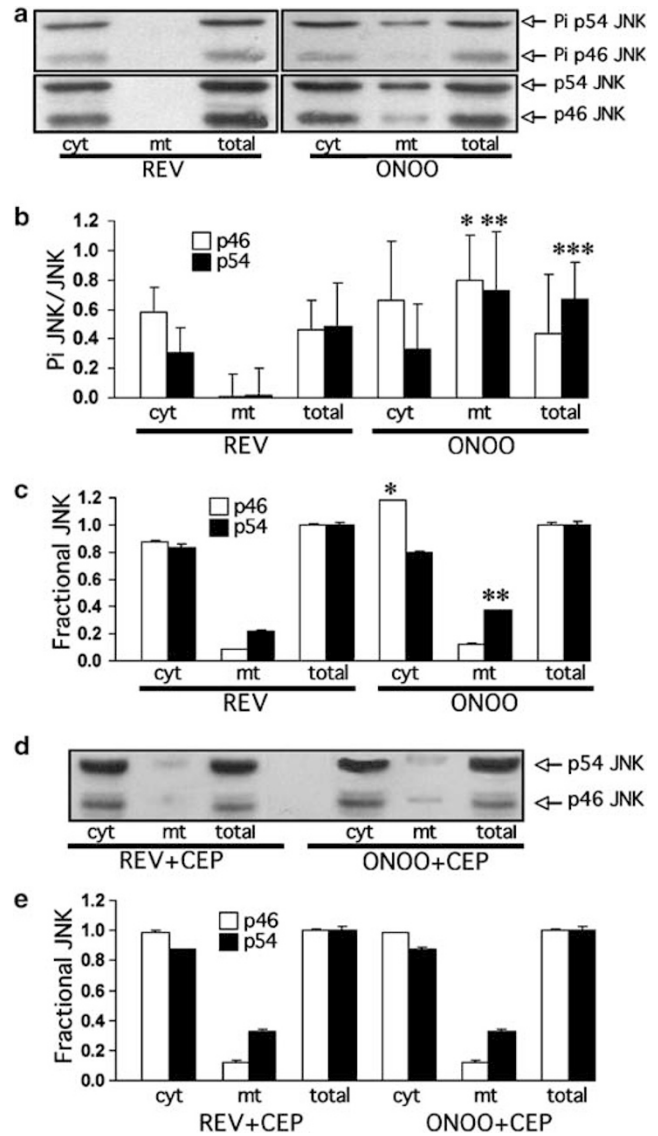 a
Pi p54 JNK
Pi p46 JNK
p54 JNK
p46 JNK
cyt mt total cyt mt total
REV ONOO
b
Pi JNK/JNK
1.2
1.0
0.8
0.6
0.4
0.2
0.0
p46
p54
* ** ***
cyt mt total cyt mt total
REV ONOO
c
Fractional JNK
1.2
1.0
0.8
0.6
0.4
0.2
0.0
p46
p54
*
**
cyt mt total cyt mt total
REV ONOO
d
p54 JNK
p46 JNK
cyt mt total cyt mt total
REV+CEP ONOO+CEP
e
Fractional JNK
1.2
1.0
0.8
0.6
0.4
0.2
0.0
p46
p54
cyt mt total cyt mt total
REV+CEP ONOO+CEP